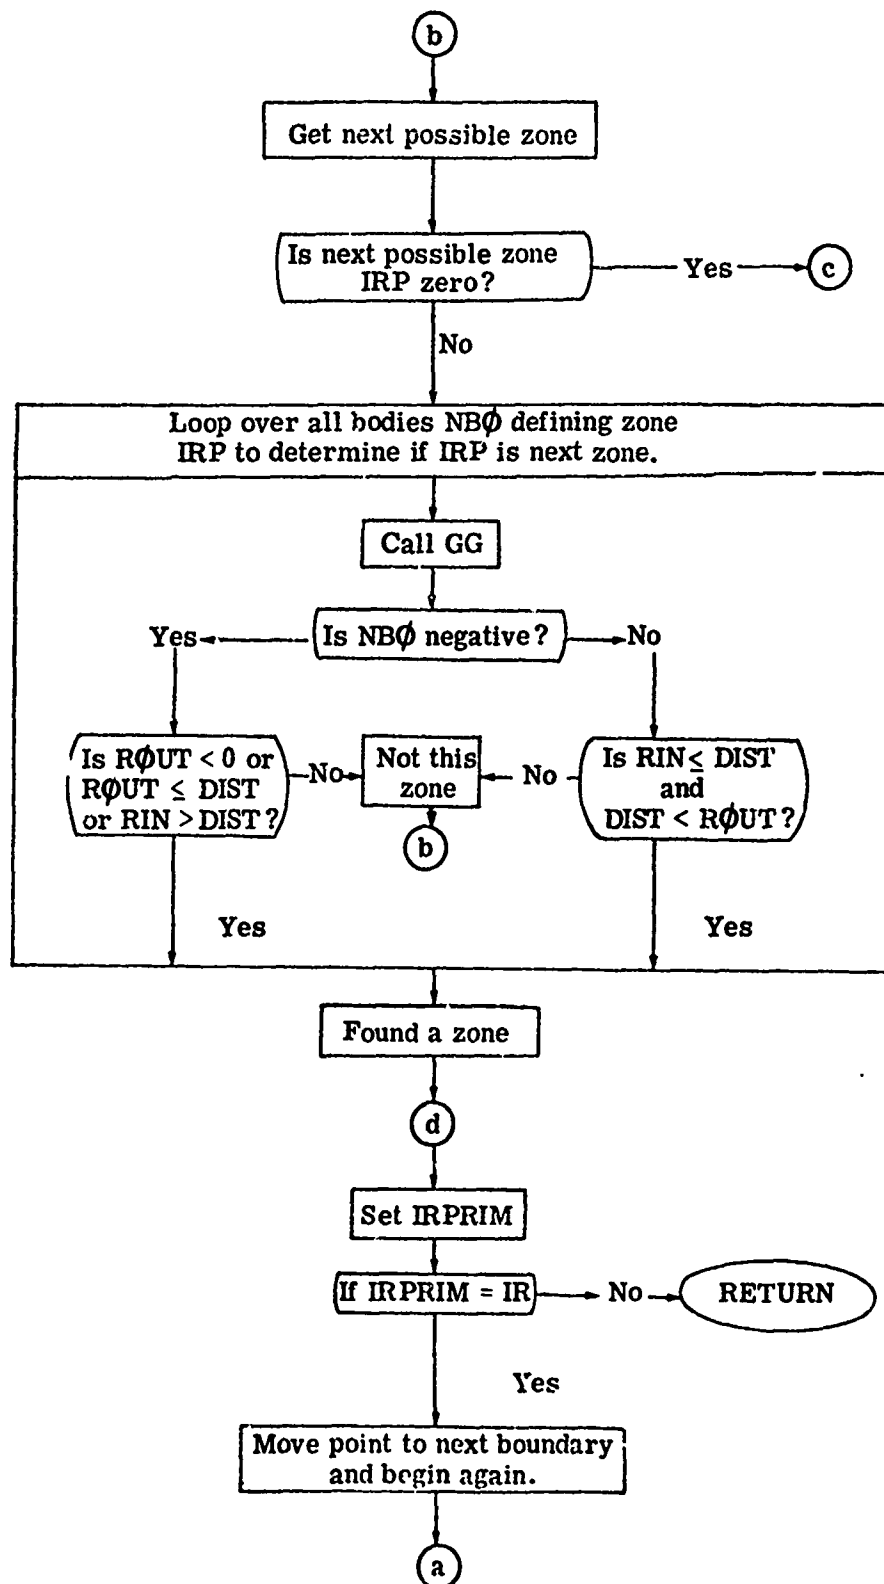 b
Get next possible zone
Is next possible zone
IRP zero?
Yes
c
No
Loop over all bodies NBØ defining zone
IRP to determine if IRP is next zone.
Call GG
Yes
Is NBØ negative?
No
Is RØUT < 0 or
RØUT ≤ DIST
or RIN > DIST?
No
Not this
zone
No
Is RIN ≤ DIST
and
DIST < RØUT?
b
Yes
Yes
Found a zone
d
Set IRPRIM
If IRPRIM = IR
No
RETURN
Yes
Move point to next boundary
and begin again.
a